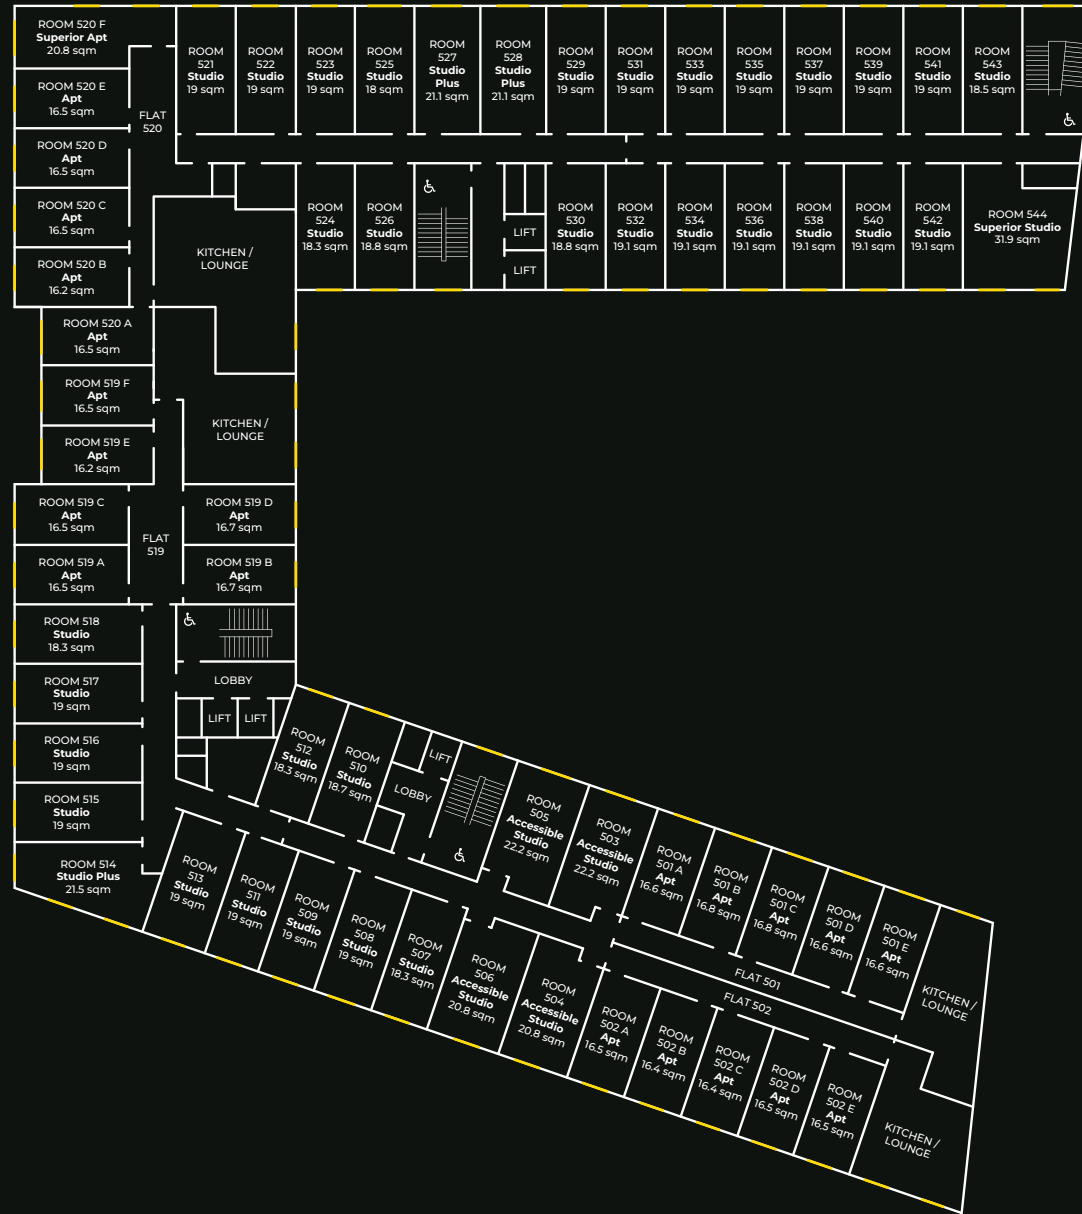 ROOM 520 F
Superior Apt
20.8 sqm
ROOM 520 E
Apt
16.5 sqm
ROOM 520 D
Apt
16.5 sqm
ROOM 520 C
Apt
16.5 sqm
ROOM 520 B
Apt
16.2 sqm
FLAT
520
ROOM
521
Studio
19 sqm
ROOM
522
Studio
19 sqm
ROOM
523
Studio
19 sqm
ROOM
525
Studio
18 sqm
ROOM
527
Studio
Plus
21.1 sqm
ROOM
528
Studio
Plus
21.1 sqm
ROOM
529
Studio
19 sqm
ROOM
531
Studio
19 sqm
ROOM
533
Studio
19 sqm
ROOM
535
Studio
19 sqm
ROOM
537
Studio
19 sqm
ROOM
539
Studio
19 sqm
ROOM
541
Studio
19 sqm
ROOM
543
Studio
18.5 sqm
KITCHEN /
LOUNGE
ROOM
524
Studio
18.3 sqm
ROOM
526
Studio
18.8 sqm
LIFT
LIFT
ROOM
530
Studio
18.8 sqm
ROOM
532
Studio
19.1 sqm
ROOM
534
Studio
19.1 sqm
ROOM
536
Studio
19.1 sqm
ROOM
538
Studio
19.1 sqm
ROOM
540
Studio
19.1 sqm
ROOM
542
Studio
19.1 sqm
ROOM 544
Superior Studio
31.9 sqm
ROOM 520 A
Apt
16.5 sqm
ROOM 519 F
Apt
16.5 sqm
ROOM 519 E
Apt
16.2 sqm
KITCHEN /
LOUNGE
ROOM 519 C
Apt
16.5 sqm
ROOM 519 A
Apt
16.5 sqm
FLAT
519
ROOM 519 D
Apt
16.7 sqm
ROOM 519 B
Apt
16.7 sqm
ROOM 518
Studio
18.3 sqm
ROOM 517
Studio
19 sqm
ROOM 516
Studio
19 sqm
ROOM 515
Studio
19 sqm
ROOM 514
Studio Plus
21.5 sqm
LOBBY
LIFT
LIFT
ROOM
512
Studio
18.3 sqm
ROOM
510
Studio
18.7 sqm
LIFT
LOBBY
ROOM
505
Accessible
Studio
22.2 sqm
ROOM
503
Accessible
Studio
22.2 sqm
ROOM
501 A
Apt
16.6 sqm
ROOM
501 B
Apt
16.8 sqm
ROOM
501 C
Apt
16.8 sqm
ROOM
501 D
Apt
16.6 sqm
ROOM
501 E
Apt
16.6 sqm
KITCHEN /
LOUNGE
FLAT 501
FLAT 502
ROOM
513
Studio
19 sqm
ROOM
511
Studio
19 sqm
ROOM
509
Studio
19 sqm
ROOM
508
Studio
19 sqm
ROOM
507
Studio
18.3 sqm
ROOM
506
Accessible
Studio
20.8 sqm
ROOM
504
Accessible
Studio
20.8 sqm
ROOM
502 A
Apt
16.5 sqm
ROOM
502 B
Apt
16.4 sqm
ROOM
502 C
Apt
16.4 sqm
ROOM
502 D
Apt
16.5 sqm
ROOM
502 E
Apt
16.5 sqm
KITCHEN /
LOUNGE